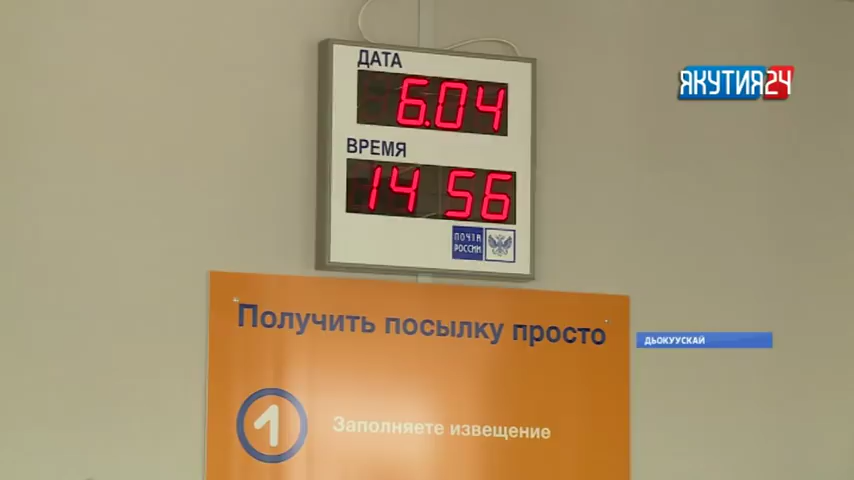 ДАТА
6.04
ЯКУТИЯ24
ВРЕМЯ
14 56
ПОЧТА
РОССИИ
Получить посылку просто
ДЬОКУУСКАЙ
1
Заполняете извещение